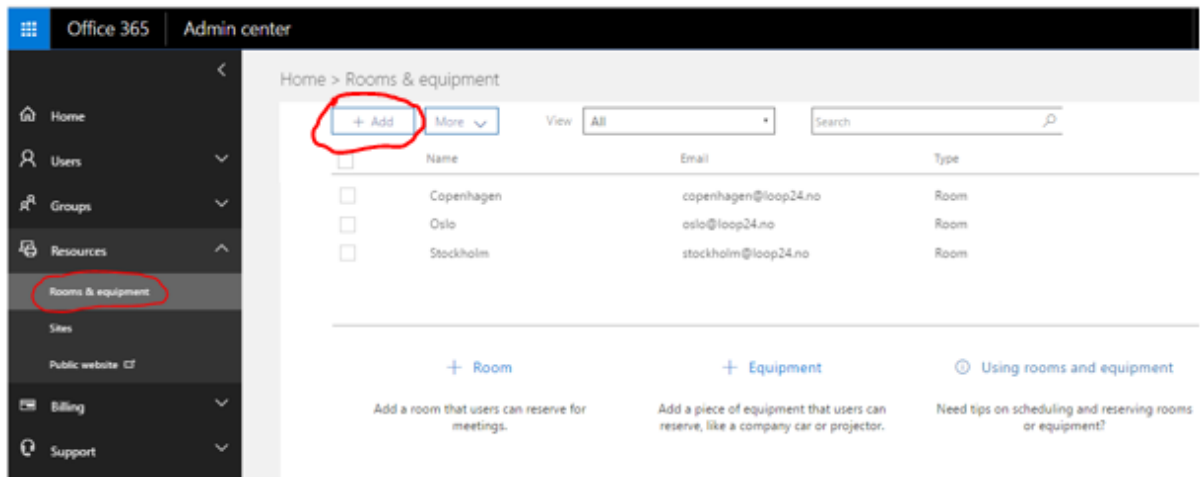 Office 365 Admin center
Home > Rooms & equipment
Home
Users
Groups
Resources
Rooms & equipment
Sites
Public website
Billing
Support
+ Add More View All Search
Name Email Type
Copenhagen copenhagen@loop24.no Room
Oslo oslo@loop24.no Room
Stockholm stockholm@loop24.no Room
+ Room
Add a room that users can reserve for
meetings.
+ Equipment
Add a piece of equipment that users can
reserve, like a company car or projector.
Using rooms and equipment
Need tips on scheduling and reserving rooms
or equipment?